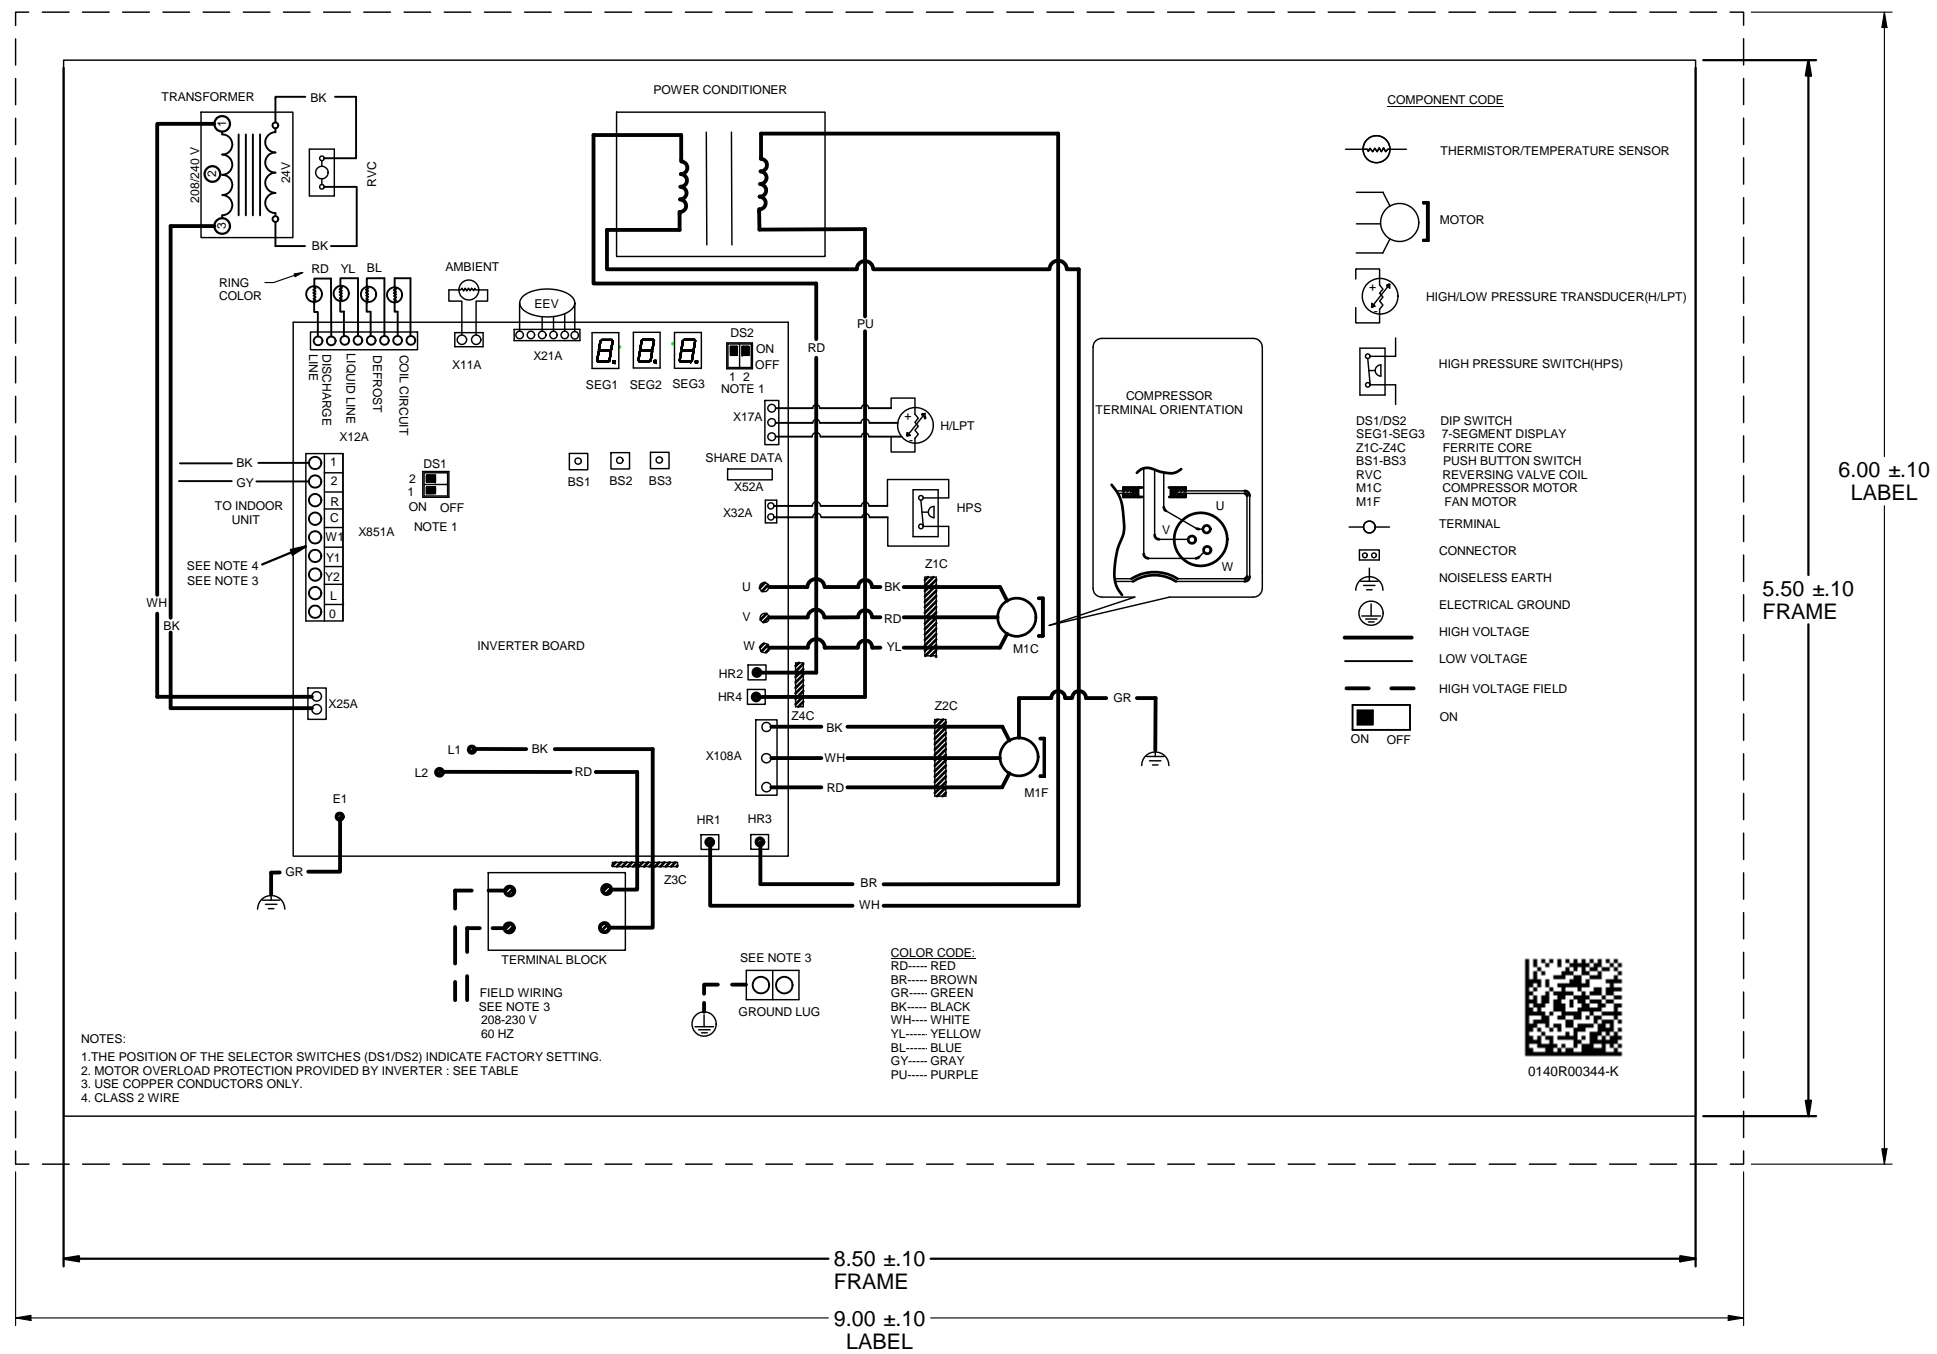 TRANSFORMER
BK
208/240 V
1
2
3
24V
RVC
BK
WH
BK
POWER CONDITIONER
PU
RD
RING
COLOR
RD YL BL
AMBIENT
EEV
DISCHARGE
LINE
LIQUID LINE
DEFROST
COIL CIRCUIT
X12A
X11A
X21A
8. 8. 8.
SEG1 SEG2 SEG3
DS2
ON
OFF
1 2
NOTE 1
X17A
H/LPT
SHARE DATA
X52A
X32A
HPS
BS1 BS2 BS3
DS1
2
1
ON OFF
NOTE 1
BK
GY
TO INDOOR
UNIT
SEE NOTE 4
SEE NOTE 3
1
2
R
C
W1
Y1
Y2
L
0
X851A
INVERTER BOARD
Z1C
U BK
V RD
W YL
M1C
HR2
HR4
Z4C
Z2C
GR
X108A
BK
WH
RD
M1F
X25A
L1 BK
L2 RD
E1
GR
HR1 HR3
Z3C
BR
WH
TERMINAL BLOCK
FIELD WIRING
SEE NOTE 3
208-230 V
60 HZ
SEE NOTE 3
GROUND LUG
COMPRESSOR
TERMINAL ORIENTATION
U
V
W
COLOR CODE:
RD----- RED
BR----- BROWN
GR----- GREEN
BK----- BLACK
WH---- WHITE
YL------ YELLOW
BL------ BLUE
GY----- GRAY
PU----- PURPLE
COMPONENT CODE
THERMISTOR/TEMPERATURE SENSOR
MOTOR
HIGH/LOW PRESSURE TRANSDUCER(H/LPT)
HIGH PRESSURE SWITCH(HPS)
DS1/DS2 DIP SWITCH
SEG1-SEG3 7-SEGMENT DISPLAY
Z1C-Z4C FERRITE CORE
BS1-BS3 PUSH BUTTON SWITCH
RVC REVERSING VALVE COIL
M1C COMPRESSOR MOTOR
M1F FAN MOTOR
TERMINAL
CONNECTOR
NOISELESS EARTH
ELECTRICAL GROUND
HIGH VOLTAGE
LOW VOLTAGE
HIGH VOLTAGE FIELD
ON
ON OFF
0140R00344-K
NOTES:
1.THE POSITION OF THE SELECTOR SWITCHES (DS1/DS2) INDICATE FACTORY SETTING.
2. MOTOR OVERLOAD PROTECTION PROVIDED BY INVERTER : SEE TABLE
3. USE COPPER CONDUCTORS ONLY.
4. CLASS 2 WIRE
6.00 ±.10
LABEL
5.50 ±.10
FRAME
8.50 ±.10
FRAME
9.00 ±.10
LABEL